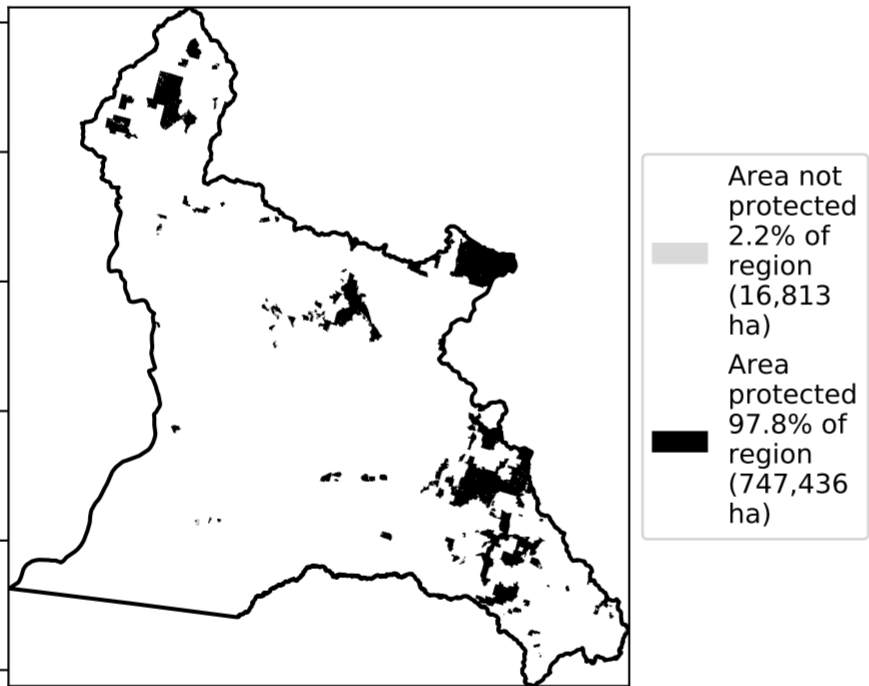 Area not
protected
2.2% of
region
(16,813
ha)
Area
protected
97.8% of
region
(747,436
ha)